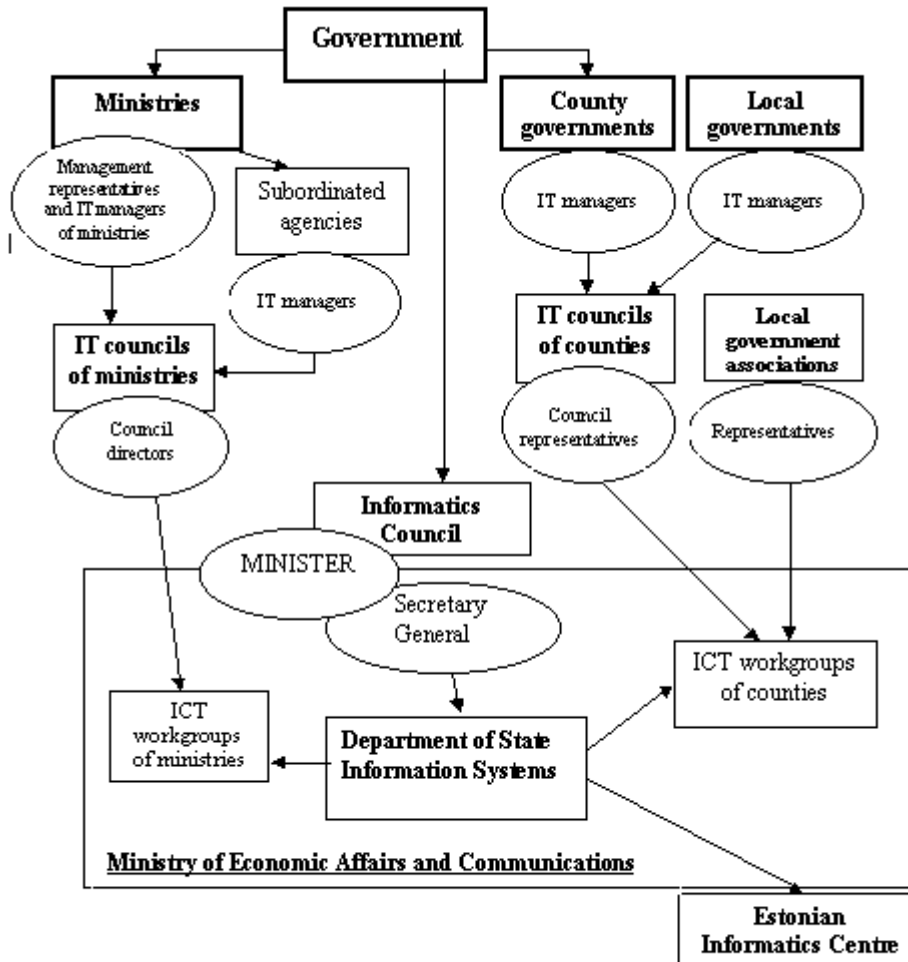 Government
Ministries
County
governments
Local
governments
Management
representatives
and IT managers
of ministries
Subordinated
agencies
IT managers
IT managers
IT managers
IT councils
of ministries
IT councils
of counties
Local
government
associations
Council
directors
Council
representatives
Representatives
Informatics
Council
MINISTER
Secretary
General
ICT workgroups
of counties
ICT
workgroups
of ministries
Department of State
Information Systems
Ministry of Economic Affairs and Communications
Estonian
Informatics Centre